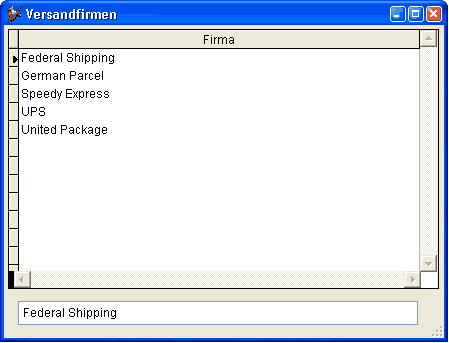 Versandfirmen
Firma
Federal Shipping
German Parcel
Speedy Express
UPS
United Package
Federal Shipping